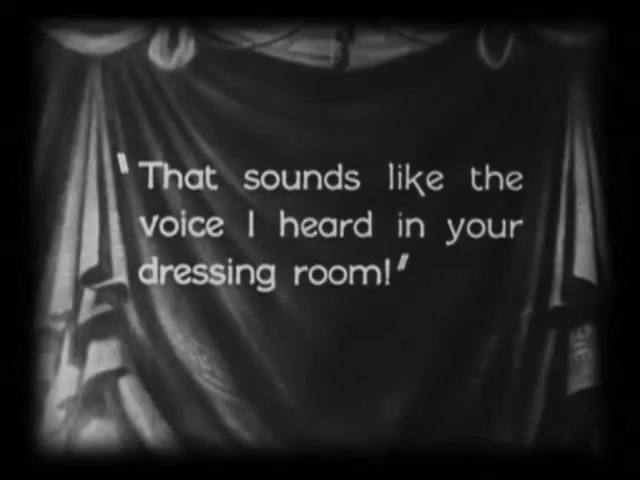 "That sounds like the
voice I heard in your
dressing room!"